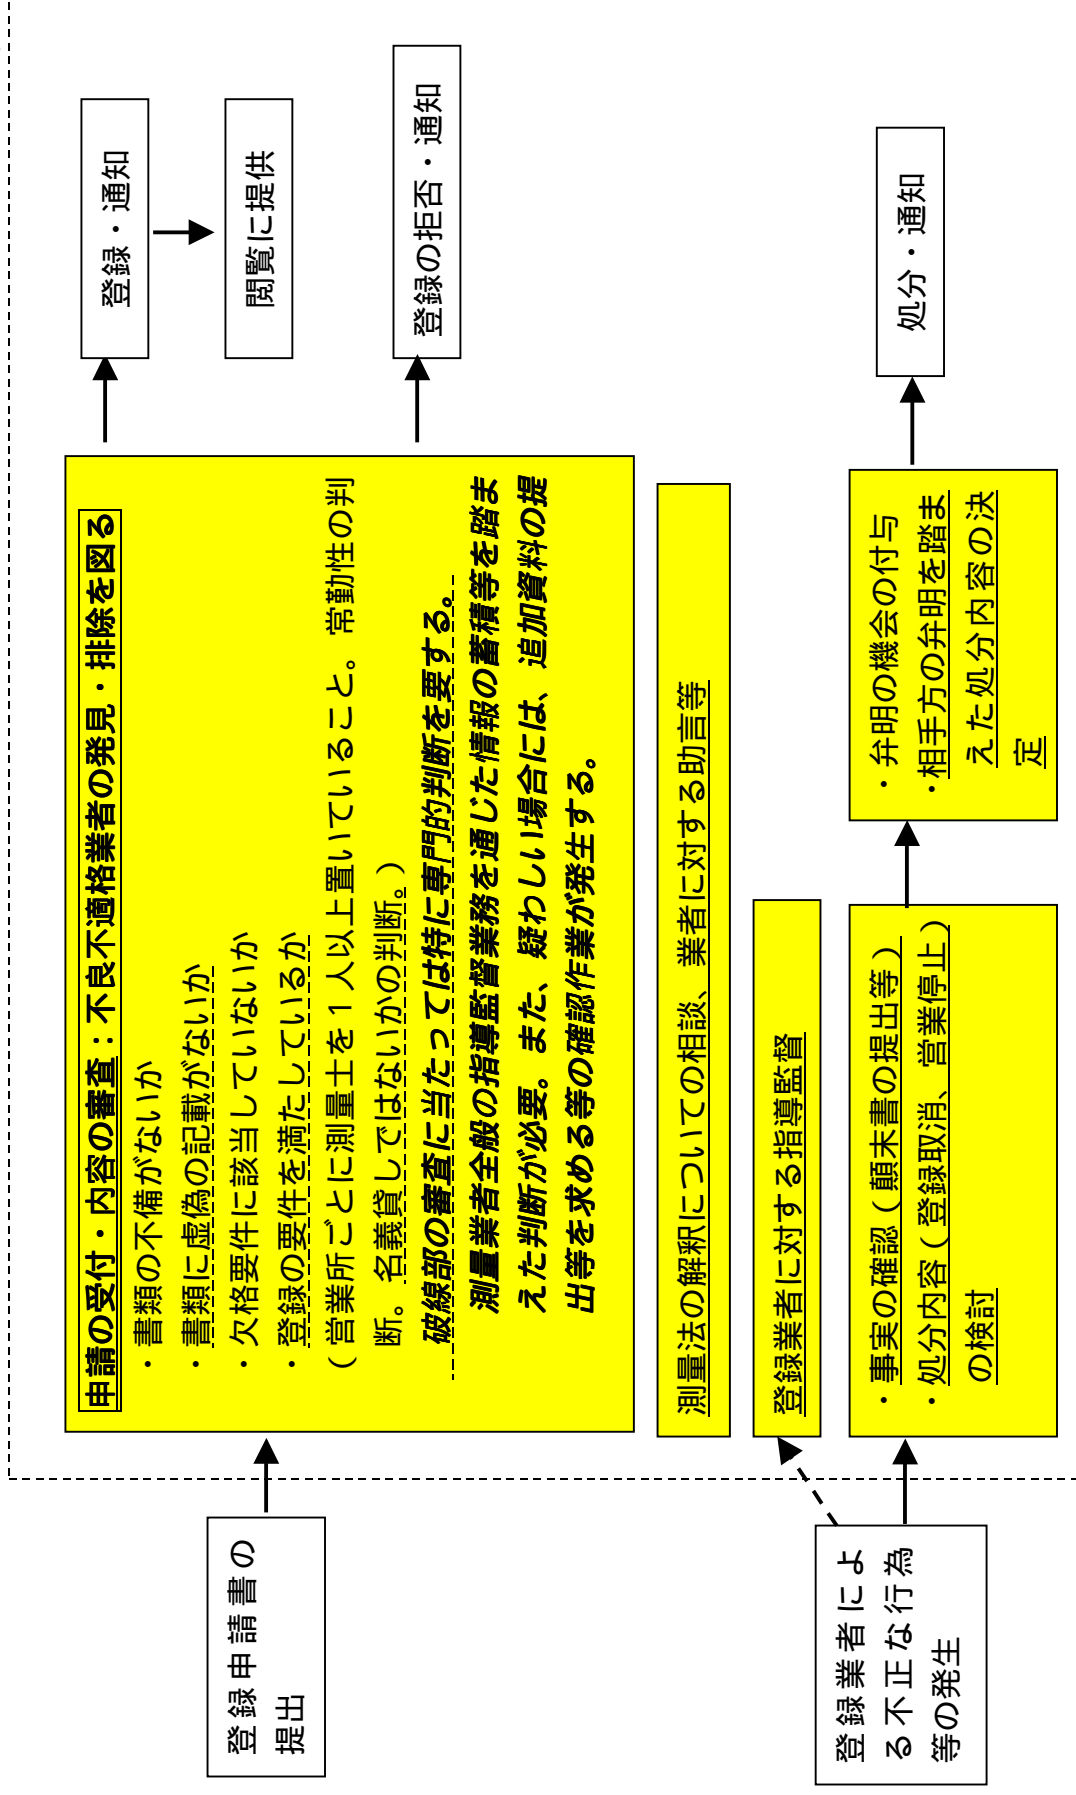 登録申請書の
提出
申請の受付・内容の審査：不良不適格業者の発見・排除を図る
・書類の不備がないか
・書類に虚偽の記載がないか
・欠格要件に該当していないか
・登録の要件を満たしているか
（営業所ごとに測量士を１人以上置いていること。常勤性の判
断。名義貸しではないかの判断。）
破線部の審査に当たっては特に専門的判断を要する。
測量業者全般の指導監督業務を通じた情報の蓄積等を踏ま
えた判断が必要。また、疑わしい場合には、追加資料の提
出等を求める等の確認作業が発生する。
登録・通知
閲覧に提供
登録の拒否・通知
測量法の解釈についての相談、業者に対する助言等
登録業者に対する指導監督
登録業者によ
る不正な行為
等の発生
・事実の確認（顛末書の提出等）
・処分内容（登録取消、営業停止）
の検討
・弁明の機会の付与
・相手方の弁明を踏ま
えた処分内容の決
定
処分・通知